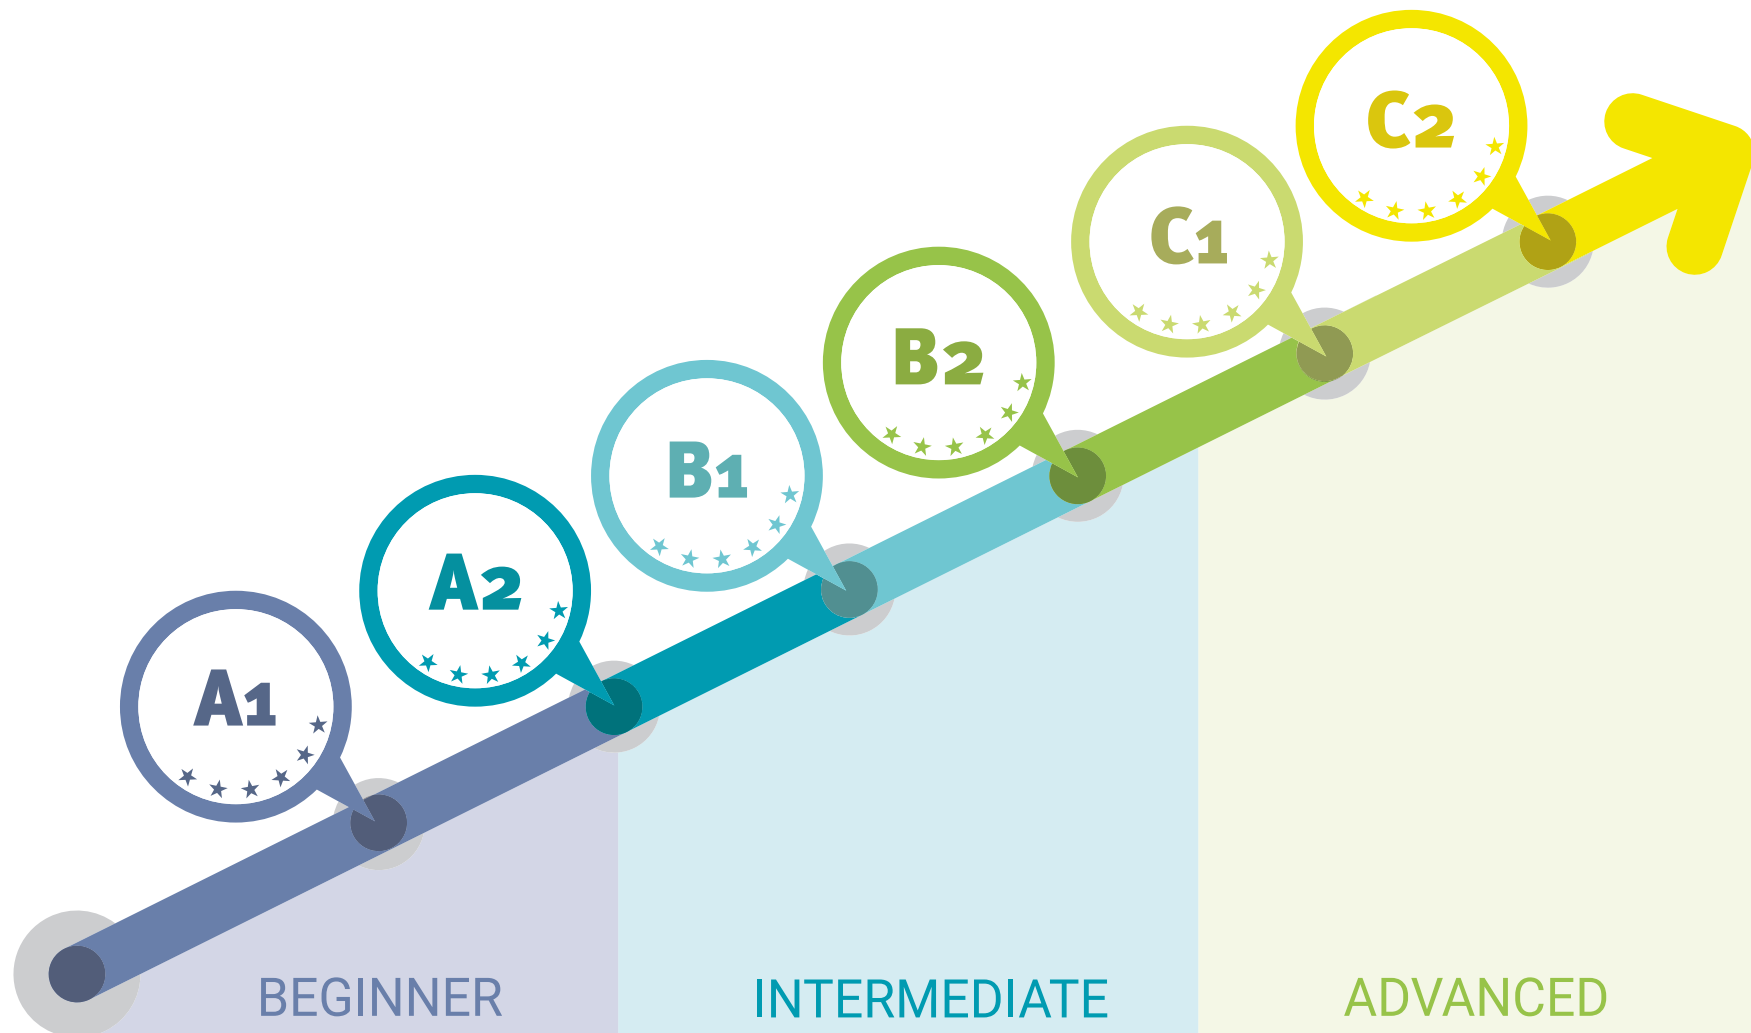 C2
C1
B2
B1
A2
A1
BEGINNER
INTERMEDIATE
ADVANCED